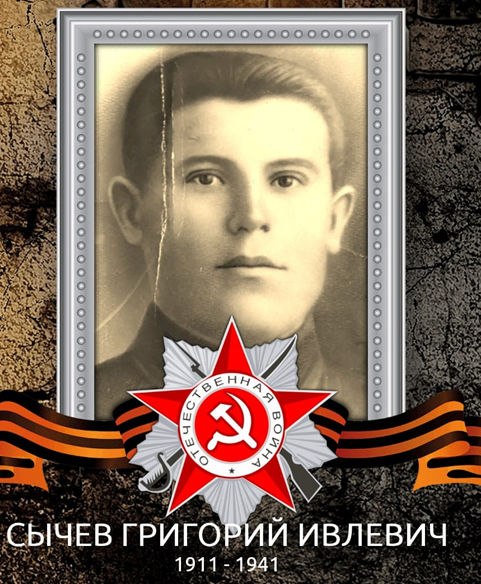 ОТЕЧЕСТВЕННАЯ ВОЙНА
СЫЧЕВ ГРИГОРИЙ ИВЛЕВИЧ
1911 - 1941